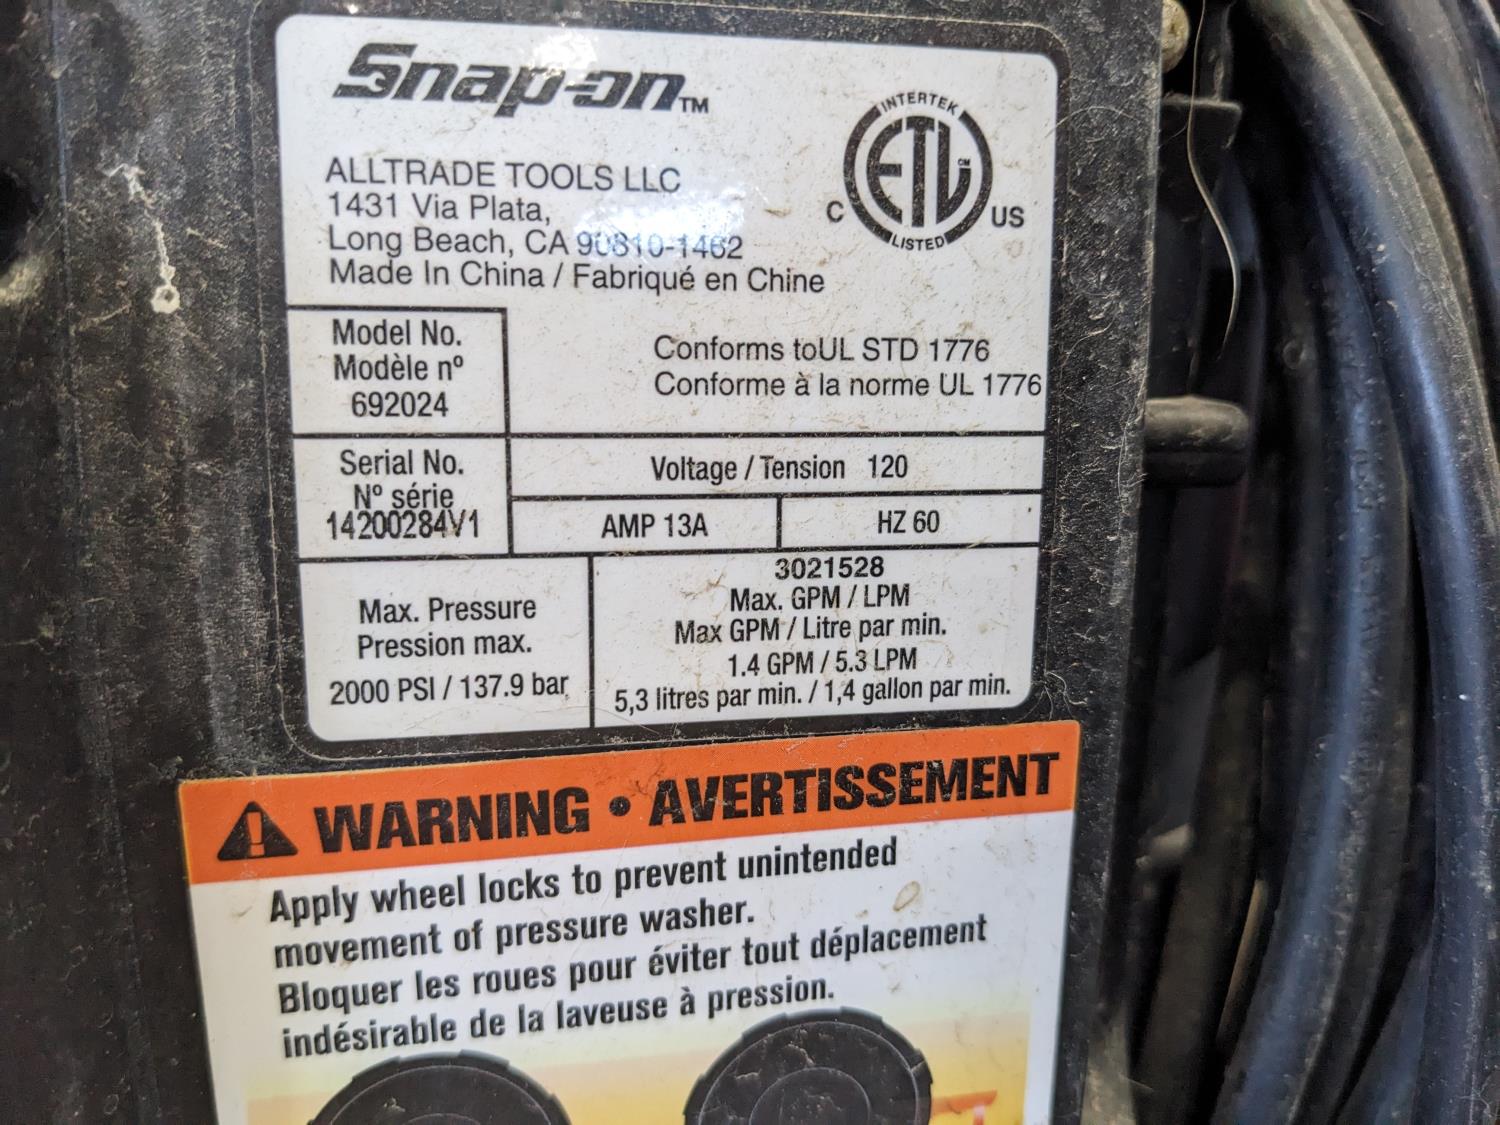 Snap-on™
ALLTRADE TOOLS LLC
1431 Via Plata,
Long Beach, CA 90810-1462
Made In China / Fabriqué en Chine
INTERTEK
ETL CM
C US
LISTED
Model No.
Modèle nº
692024
Conforms toUL STD 1776
Conforme à la norme UL 1776
Serial No.
Nº série
14200284V1
Voltage / Tension 120
AMP 13A
HZ 60
Max. Pressure
Pression max.
2000 PSI / 137.9 bar
3021528
Max. GPM / LPM
Max GPM / Litre par min.
1.4 GPM / 5.3 LPM
5,3 litres par min. / 1,4 gallon par min.
WARNING • AVERTISSEMENT
Apply wheel locks to prevent unintended
movement of pressure washer.
Bloquer les roues pour éviter tout déplacement
indésirable de la laveuse à pression.